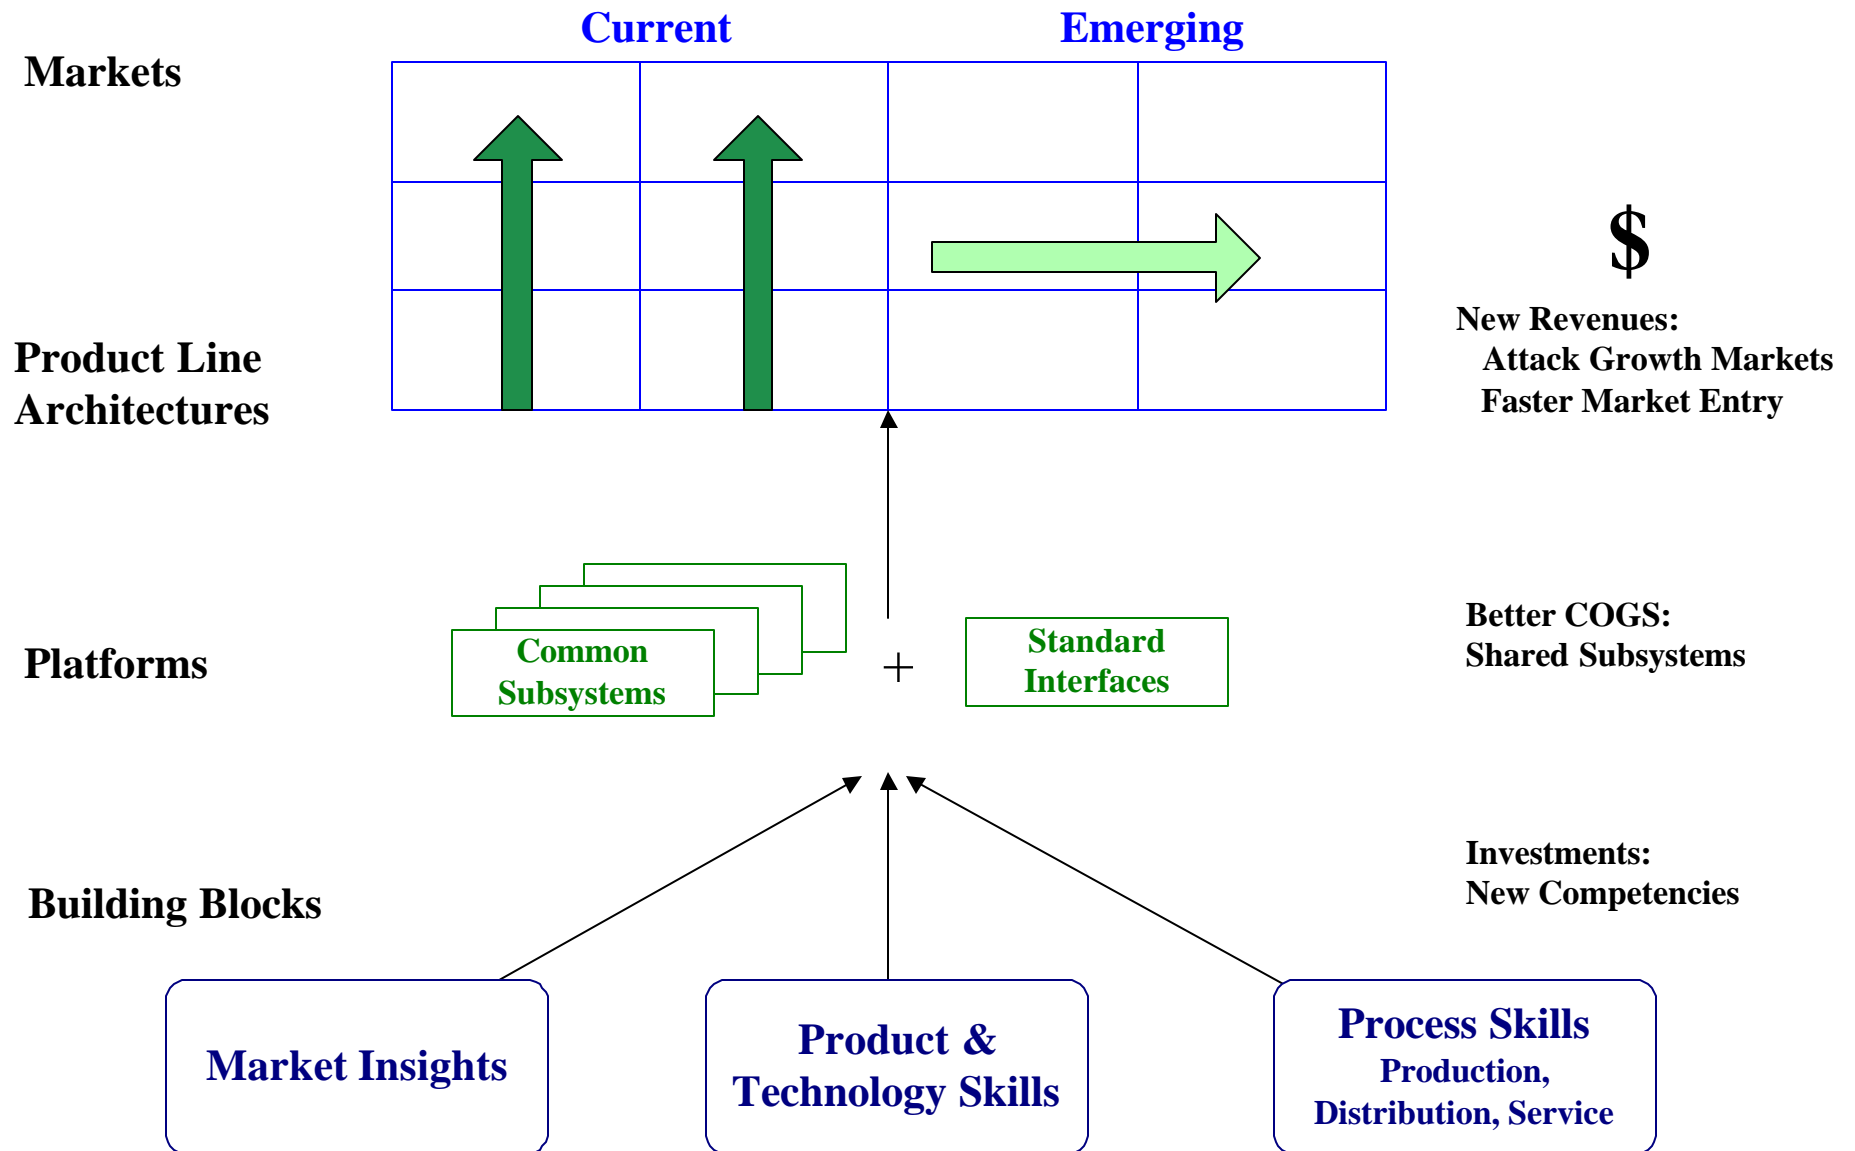 Current
Emerging
Markets
$
New Revenues:
Attack Growth Markets
Faster Market Entry
Product Line
Architectures
Platforms
Common
Subsystems
+
Standard
Interfaces
Better COGS:
Shared Subsystems
Building Blocks
Investments:
New Competencies
Market Insights
Product &
Technology Skills
Process Skills
Production,
Distribution, Service